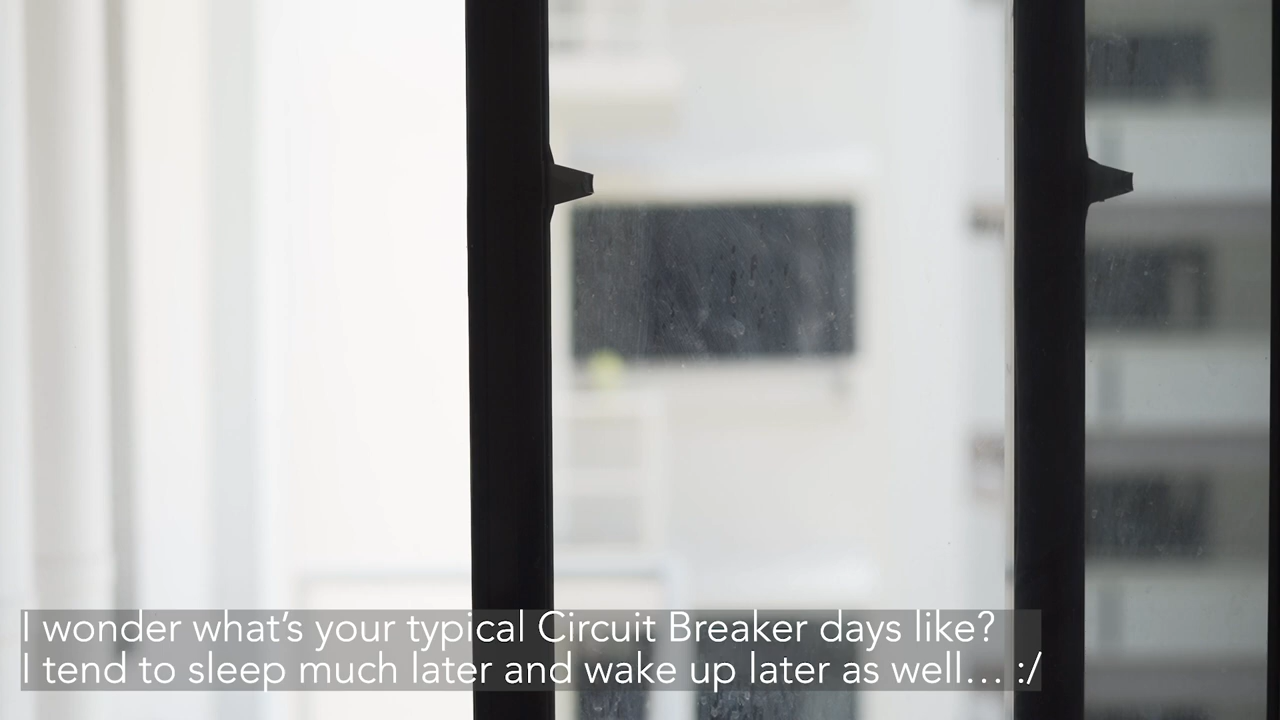 I wonder what's your typical Circuit Breaker days like?
I tend to sleep much later and wake up later as well... :/